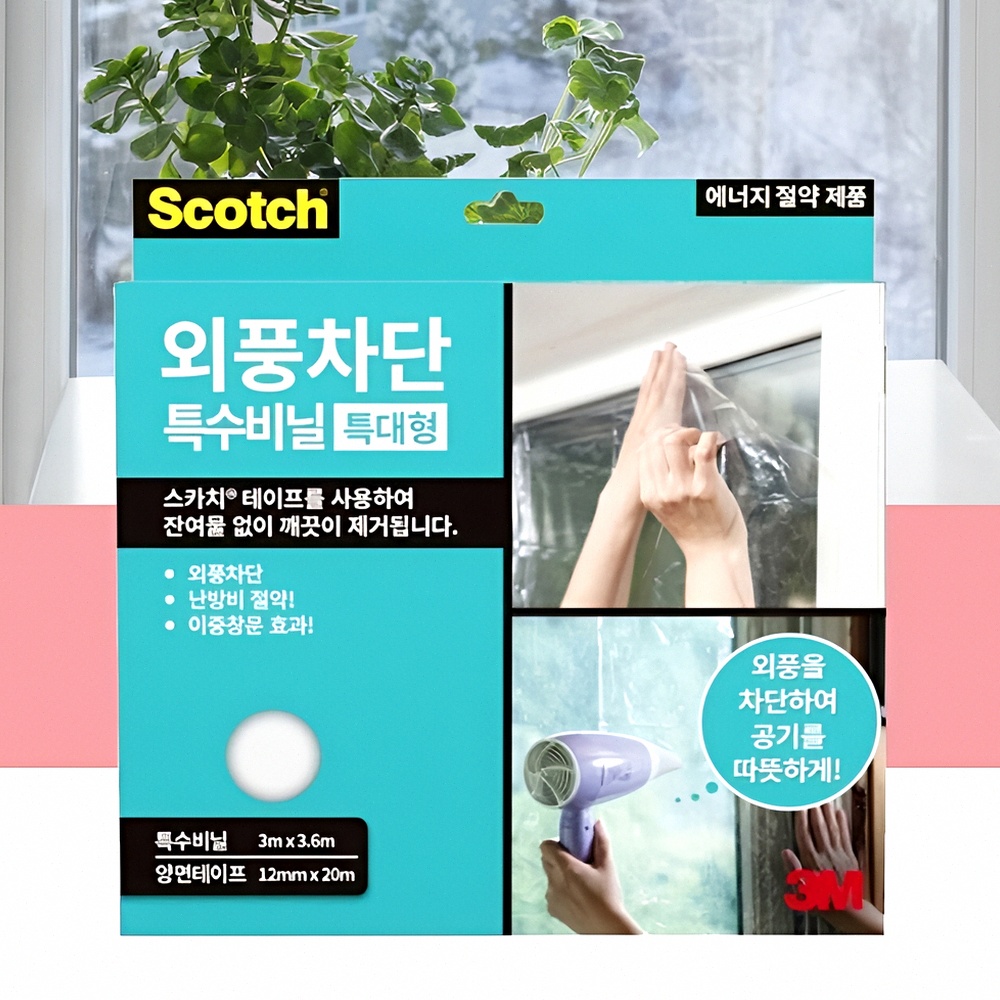 Scotch
에너지 절약 제품
외풍차단
특수비닐 특대형
스카치® 테이프를 사용하여
잔여물 없이 깨끗이 제거됩니다.
• 외풍차단
• 난방비 절약!
• 이중창문 효과!
특수비닐 3m x 3.6m
양면테이프 12mm x 20m
외풍을
차단하여
공기를
따뜻하게!
3M